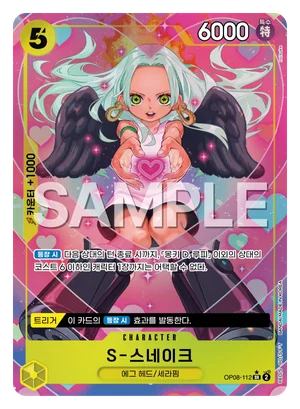 5
6000
특수
特
카운터 +1000
SAMPLE
등장 시 다음 상대의 턴 종료 시까지, 「몽키 D. 루피」 이외의 상대의
코스트 6 이하인 캐릭터 1장까지는 어택할 수 없다.
트리거 이 카드의 등장 시 효과를 발동한다.
CHARACTER
S-스네이크
에그 헤드/세라핌
OP08-112 SR 2